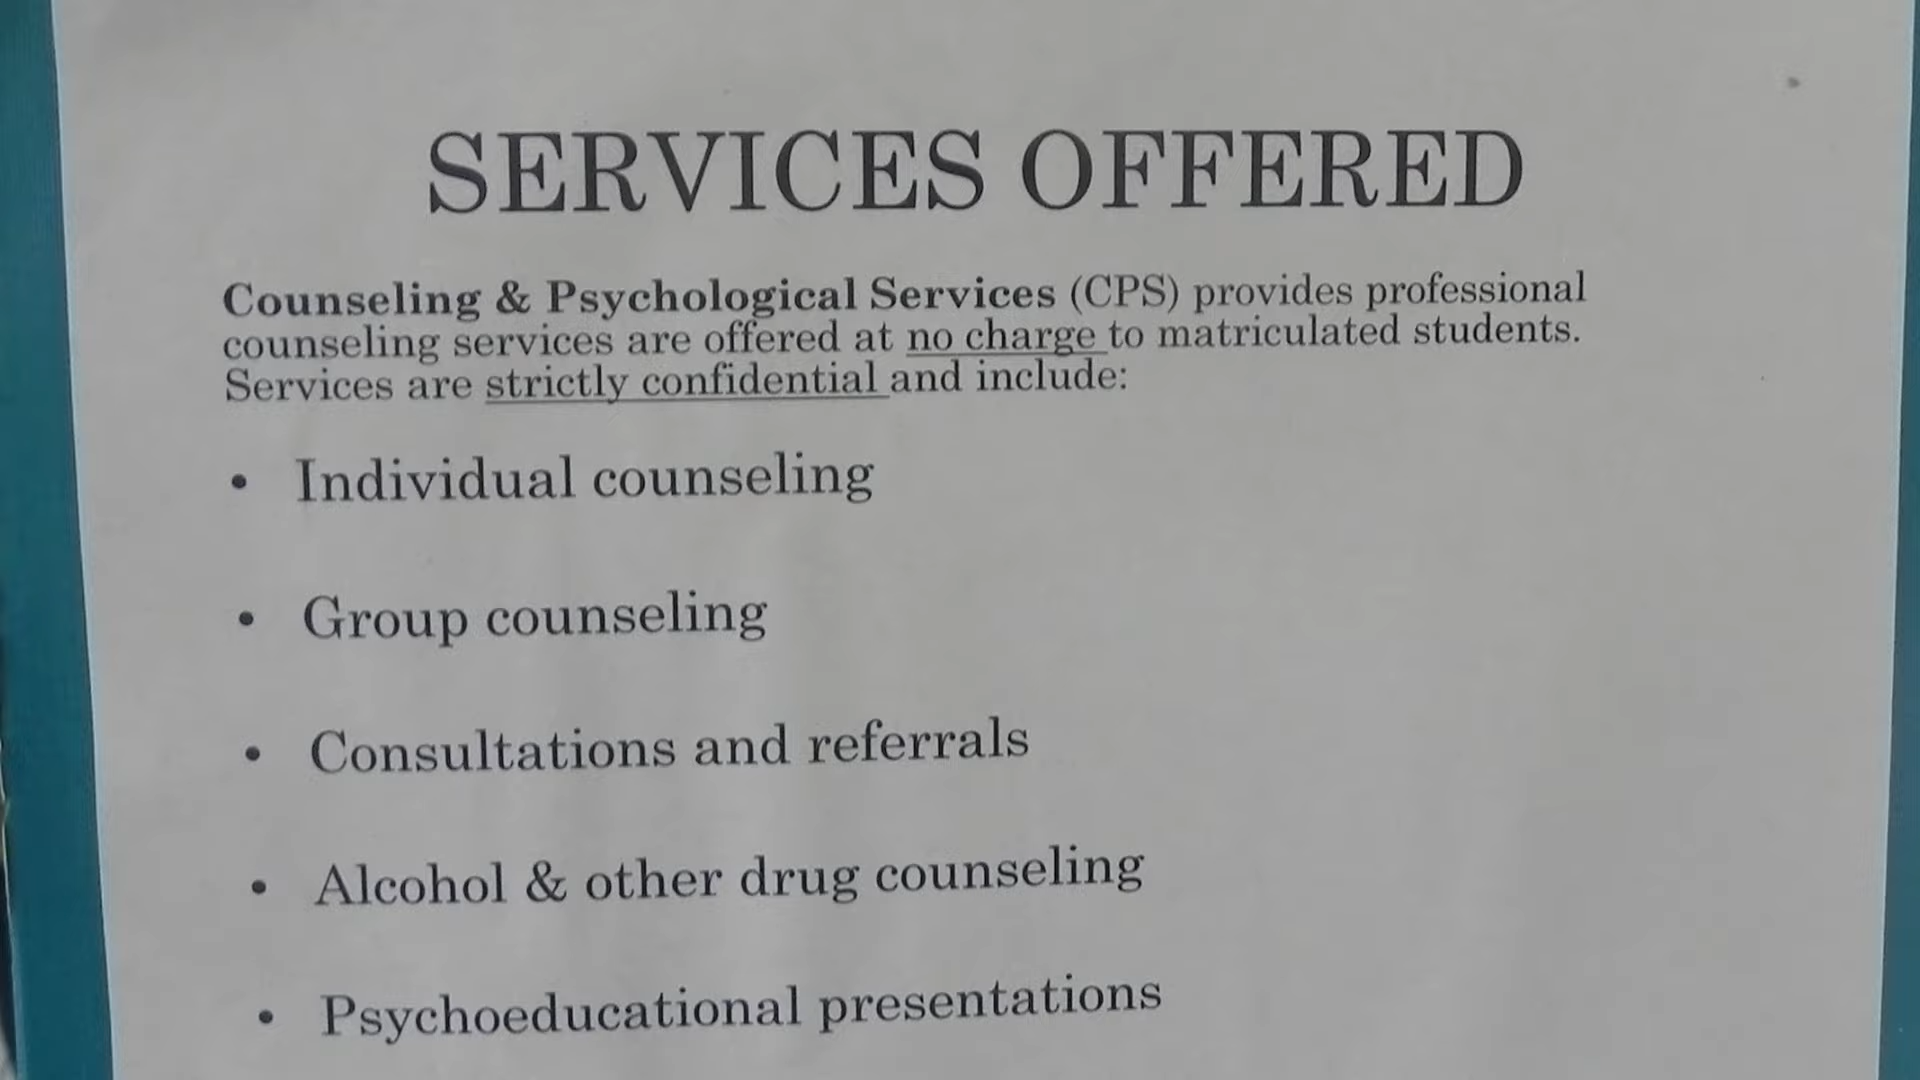 SERVICES OFFERED
Counseling & Psychological Services (CPS) provides professional
counseling services are offered at no charge to matriculated students.
Services are strictly confidential and include:
• Individual counseling
• Group counseling
• Consultations and referrals
• Alcohol & other drug counseling
• Psychoeducational presentations